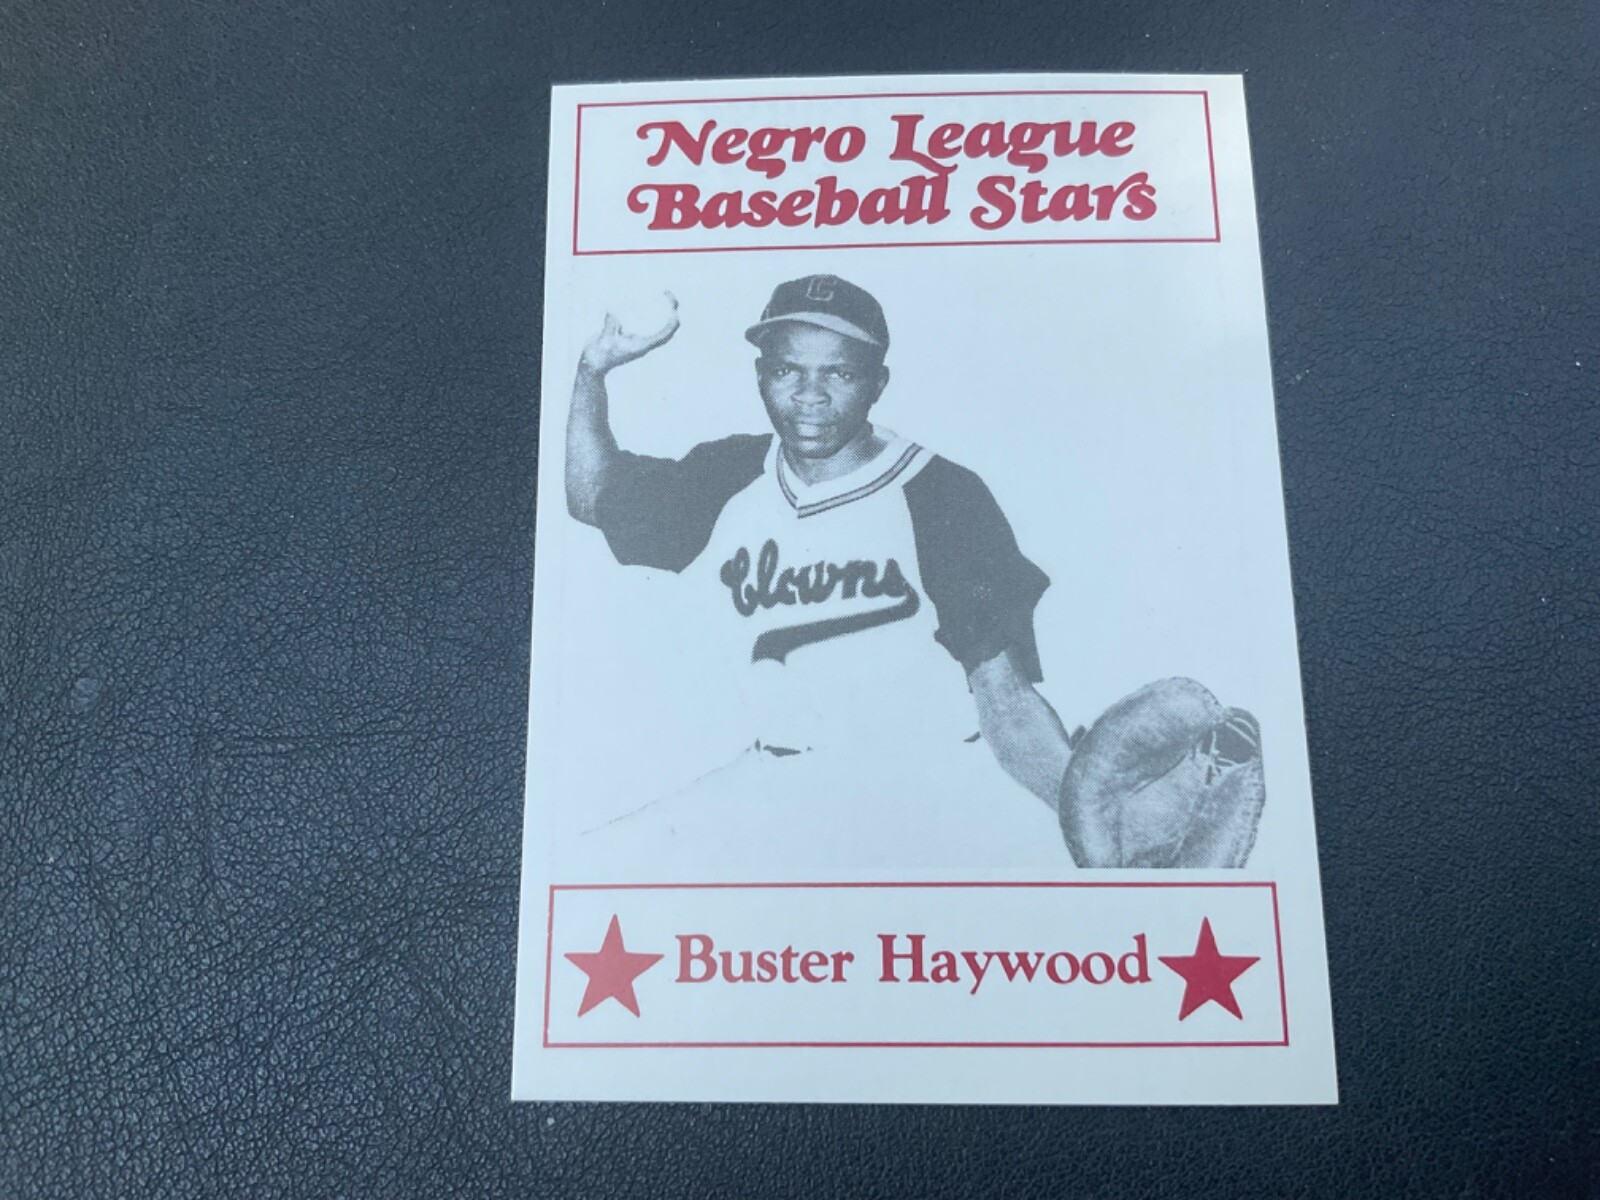 Negro League
Baseball Stars
C
Clowns
Buster Haywood